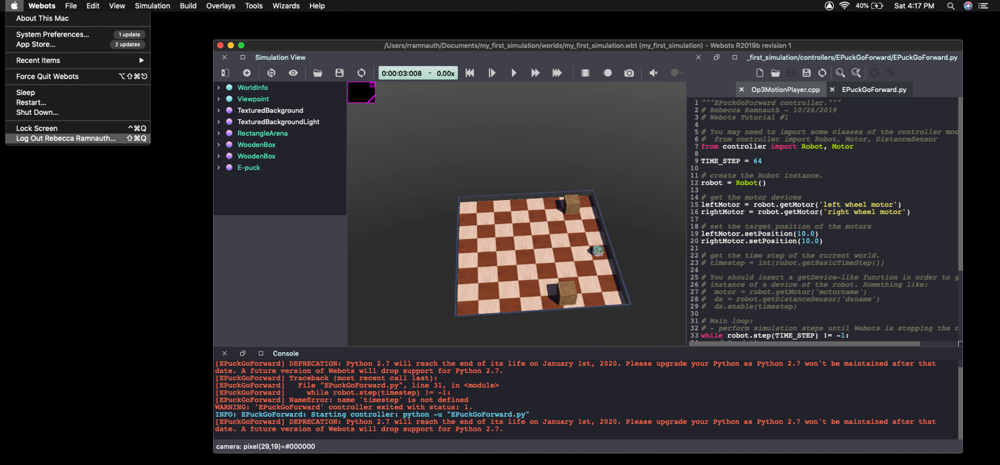 Webots File Edit View Simulation Build Overlays Tools Wizards Help
40% Sat 4:17 PM
About This Mac
System Preferences... 1 update
App Store... 2 updates
Recent Items
Force Quit Webots ⌥⇧⌘⎋
Sleep
Restart...
Shut Down...
Lock Screen ^⌘Q
Log Out Rebecca Ramnauth... ⇧⌘Q
/Users/rramnauth/Documents/my_first_simulation/worlds/my_first_simulation.wbt (my_first_simulation) - Webots R2019b revision 1
Simulation View
0:00:03:008 - 0.00x
WorldInfo
Viewpoint
TexturedBackground
TexturedBackgroundLight
RectangleArena
WoodenBox
WoodenBox
E-puck
_first_simulation/controllers/EPuckGoForward/EPuckGoForward.py
Op3MotionPlayer.cpp EPuckGoForward.py
1 """EPuckGoForward controller."""
2 # Rebecca Ramnauth - 10/26/2019
3 # Webots Tutorial #1
4
5 # You may need to import some classes of the controller mod
6 # from controller import Robot, Motor, DistanceSensor
7 from controller import Robot, Motor
8
9 TIME_STEP = 64
10
11 # create the Robot instance.
12 robot = Robot()
13
14 # get the motor devices
15 leftMotor = robot.getMotor('left wheel motor')
16 rightMotor = robot.getMotor('right wheel motor')
17
18 # set the target position of the motors
19 leftMotor.setPosition(10.0)
20 rightMotor.setPosition(10.0)
21
22 # get the time step of the current world.
23 # timestep = int(robot.getBasicTimeStep())
24
25 # You should insert a getDevice-like function in order to g
26 # instance of a device of the robot. Something like:
27 # motor = robot.getMotor('motorname')
28 # ds = robot.getDistanceSensor('dsname')
29 # ds.enable(timestep)
30
31 # Main loop:
32 # - perform simulation steps until Webots is stopping the c
33 while robot.step(TIME_STEP) != -1:
Console
[EPuckGoForward] DEPRECATION: Python 2.7 will reach the end of its life on January 1st, 2020. Please upgrade your Python as Python 2.7 won't be maintained after that
date. A future version of Webots will drop support for Python 2.7.
[EPuckGoForward] Traceback (most recent call last):
[EPuckGoForward] File "EPuckGoForward.py", line 31, in <module>
[EPuckGoForward] while robot.step(timestep) != -1:
[EPuckGoForward] NameError: name 'timestep' is not defined
WARNING: 'EPuckGoForward' controller exited with status: 1.
INFO: EPuckGoForward: Starting controller: python -u "EPuckGoForward.py"
[EPuckGoForward] DEPRECATION: Python 2.7 will reach the end of its life on January 1st, 2020. Please upgrade your Python as Python 2.7 won't be maintained after that
date. A future version of Webots will drop support for Python 2.7.
camera: pixel(29,19)=#000000